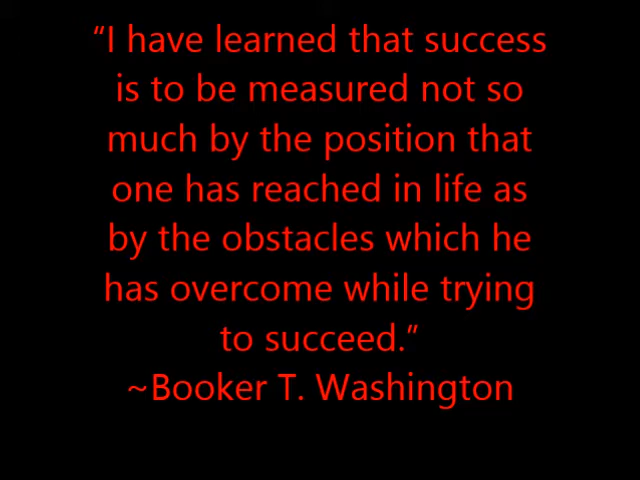 “I have learned that success
is to be measured not so
much by the position that
one has reached in life as
by the obstacles which he
has overcome while trying
to succeed.”
~Booker T. Washington